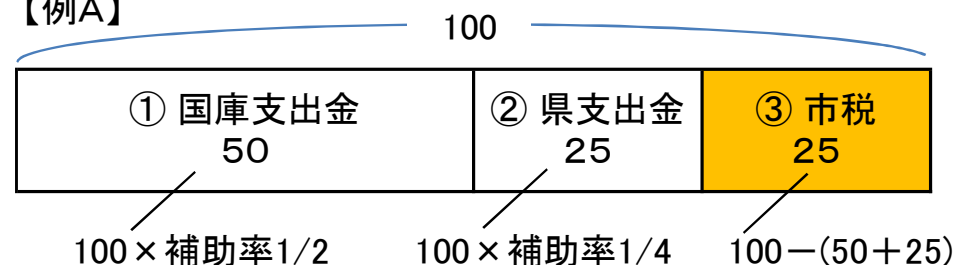 【例A】
100
① 国庫支出金
50
② 県支出金
25
③ 市税
25
100×補助率1/2
100×補助率1/4
100－(50＋25)